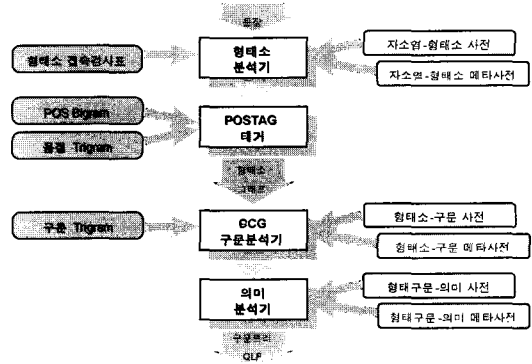 문장
형태소
분석기
형태소 접속검사표
자소열-형태소 사전
자소열-형태소 메타사전
POS Bigram
품절 Trigram
POSTAG
태거
형태소
그래프
구문 Trigram
CCG
구문분석기
형태소-구문 사전
형태소-구문 메타사전
의미
분석기
형태구문-의미 사전
형태구문-의미 메타사전
구문트리
QLF